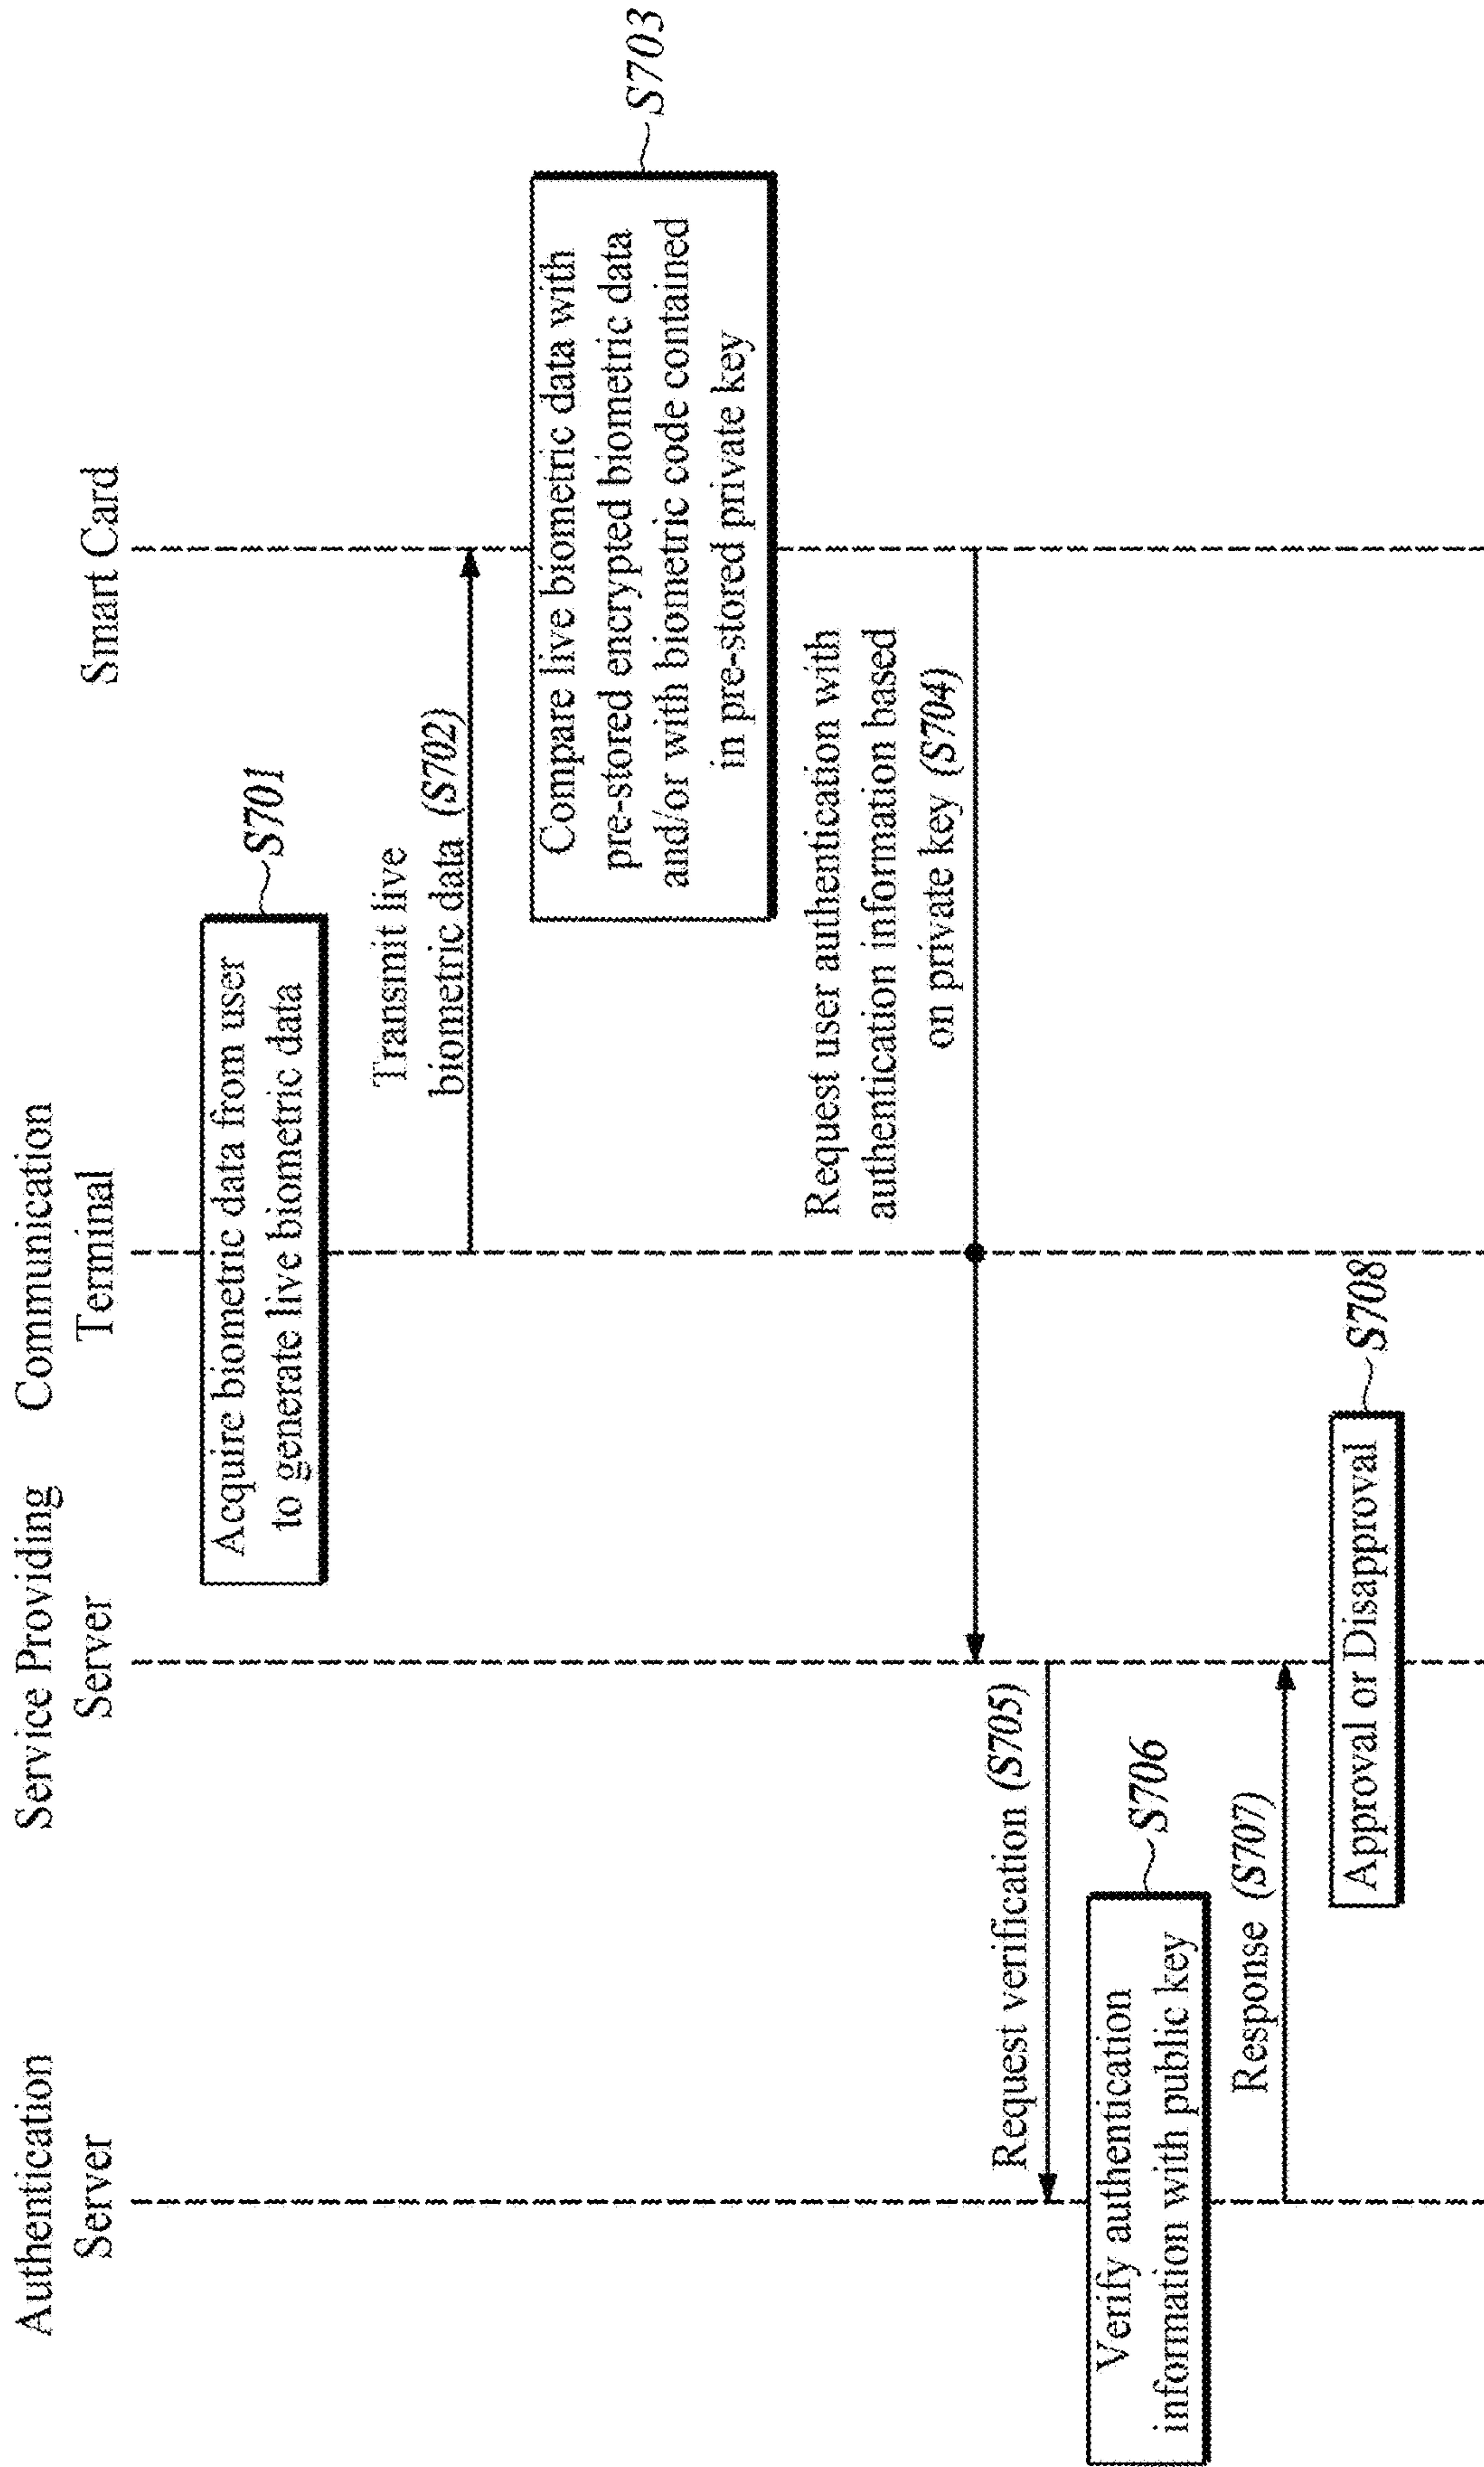 Authentication
Server
Service Providing
Server
Communication
Terminal
Smart Card
Acquire biometric data from user
to generate live biometric data
S701
Transmit live
biometric data (S702)
Compare live biometric data with
pre-stored encrypted biometric data
and/or with biometric code contained
in pre-stored private key
S703
Request user authentication with
authentication information based
on private key (S704)
Request verification (S705)
Verify authentication
information with public key
S706
Response (S707)
Approval or Disapproval
S708